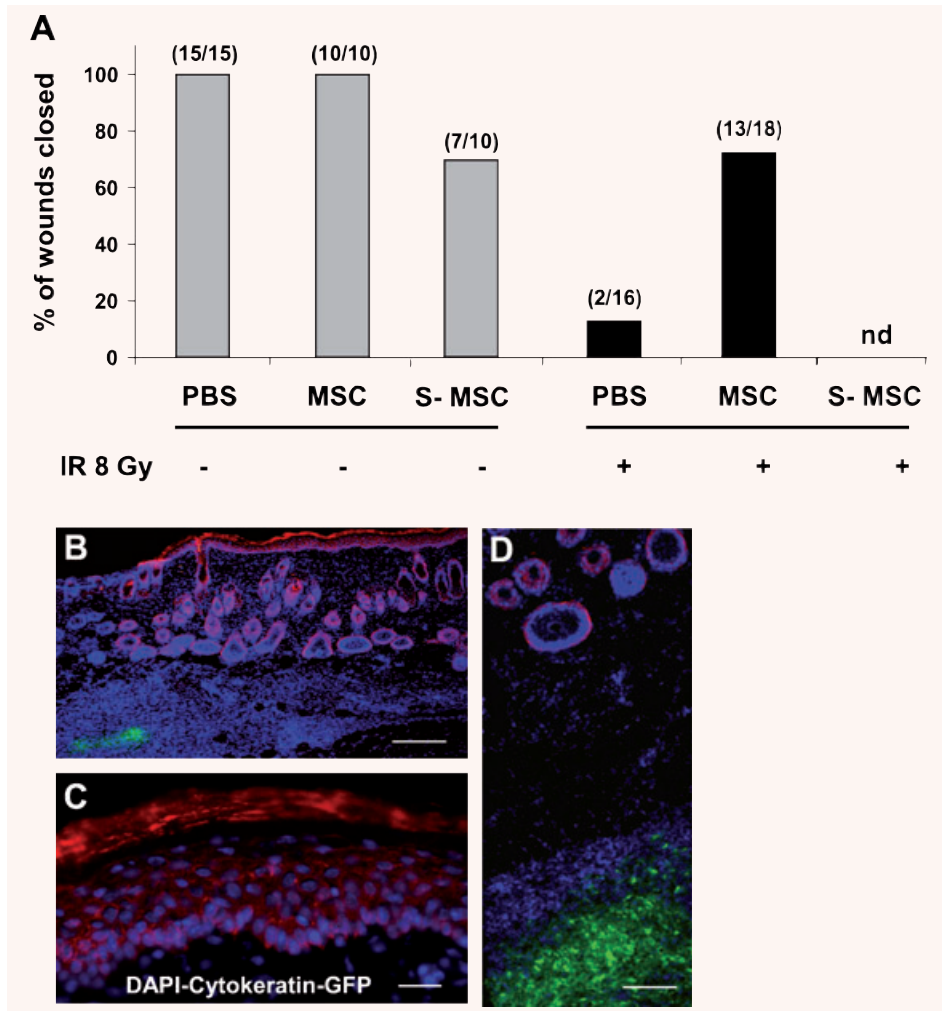 A
% of wounds closed
(15/15) (10/10)
100
(13/18)
80
(7/10)
60
40
(2/16)
20
nd
0
PBS MSC S- MSC PBS MSC S- MSC
IR 8 Gy - - - + + +
B
D
C
DAPI-Cytokeratin-GFP